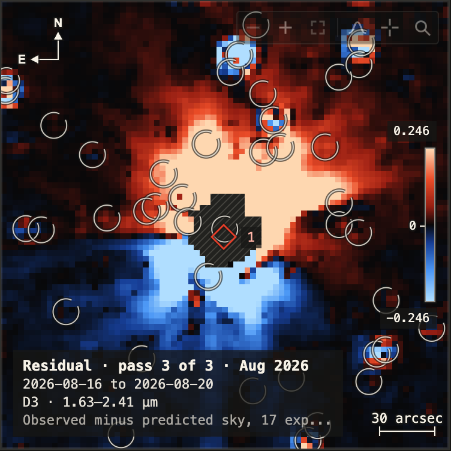 N
E
0.246
0
−0.246
1
Residual · pass 3 of 3 · Aug 2026
2026-08-16 to 2026-08-20
D3 · 1.63–2.41 μm
Observed minus predicted sky, 17 exp...
30 arcsec